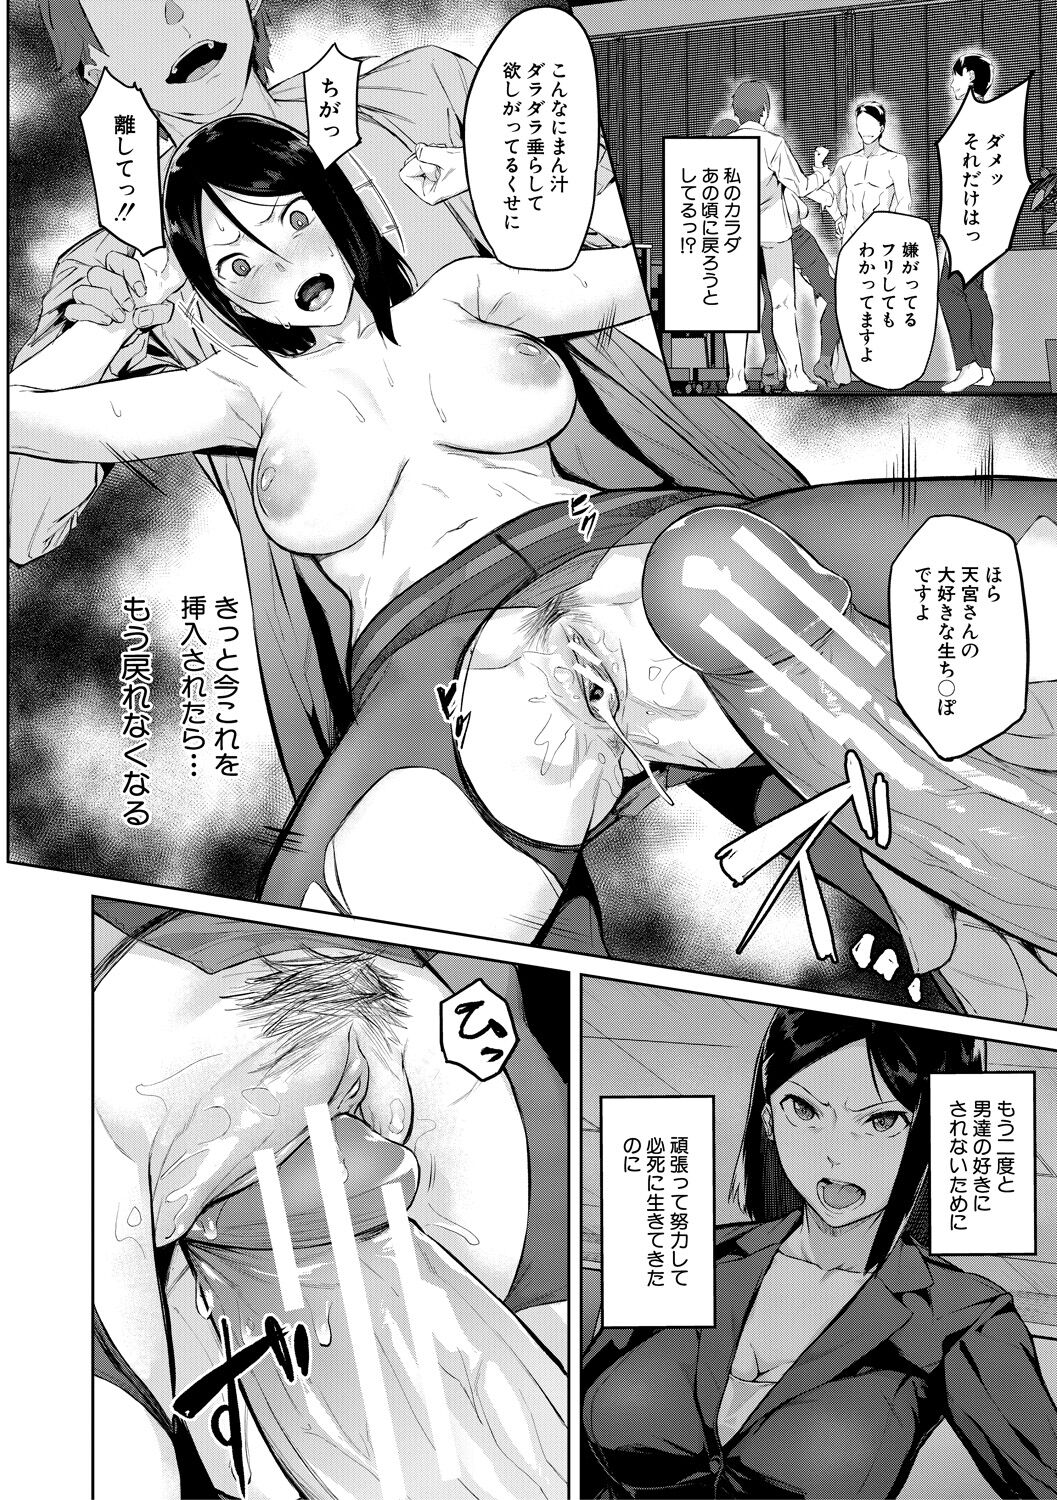 ダメッ
それだけはっ
嫌がってる
フリしても
わかってますよ
私のカラダ
あの頃に戻ろうと
してるっ!?
こんなにまん汁
ダラダラ垂らして
欲しがってるくせに
ちがっ
離してっ!!
ほら
天宮さんの
大好きな生ち○ぽ
ですよ
ビク
きっと今これを
挿入されたら…
もう戻れなくなる
もう二度と
男達の好きに
されないために
頑張って努力して
必死に生きてきた
のに
ひっ
ず